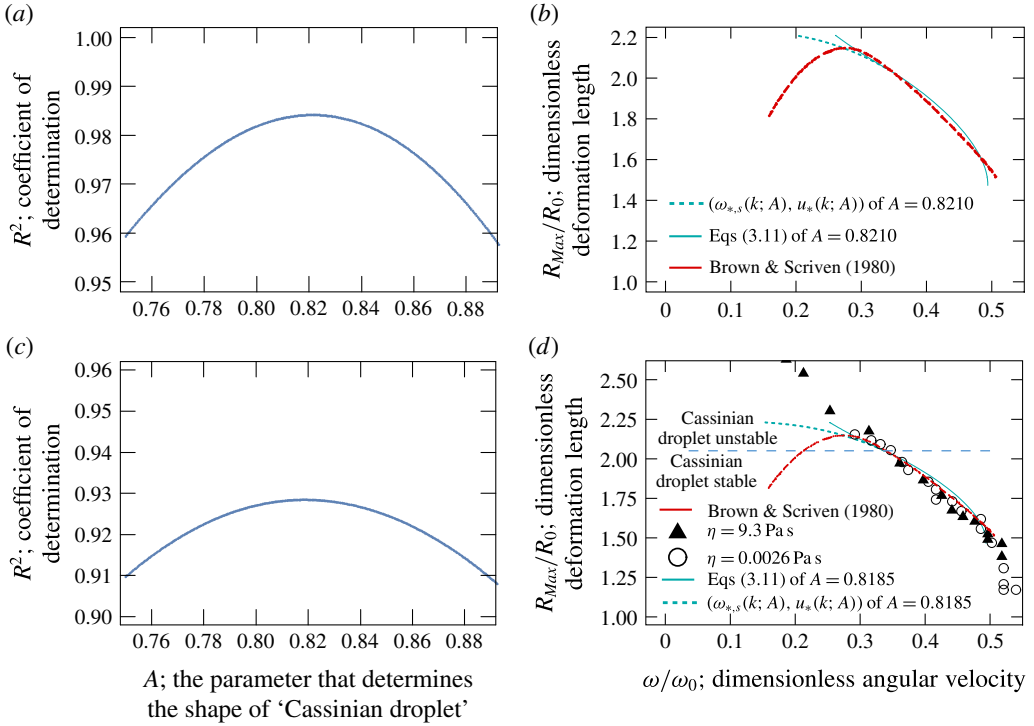 (a)
1.00
0.99
0.98
0.97
0.96
0.95
R²; coefficient of
determination
0.76 0.78 0.80 0.82 0.84 0.86 0.88
(b)
2.2
2.0
1.8
1.6
1.4
1.2
1.0
R_Max/R_0; dimensionless
deformation length
(ω_{*,s}(k; A), u_*(k; A)) of A = 0.8210
Eqs (3.11) of A = 0.8210
Brown & Scriven (1980)
0 0.1 0.2 0.3 0.4 0.5
(c)
0.96
0.95
0.94
0.93
0.92
0.91
0.90
R²; coefficient of
determination
0.76 0.78 0.80 0.82 0.84 0.86 0.88
A; the parameter that determines
the shape of ‘Cassinian droplet’
(d)
2.50
2.25
2.00
1.75
1.50
1.25
1.00
R_Max/R_0; dimensionless
deformation length
Cassinian
droplet unstable
Cassinian
droplet stable
Brown & Scriven (1980)
η = 9.3 Pa s
η = 0.0026 Pa s
Eqs (3.11) of A = 0.8185
(ω_{*,s}(k; A), u_*(k; A)) of A = 0.8185
0 0.1 0.2 0.3 0.4 0.5
ω/ω_0; dimensionless angular velocity